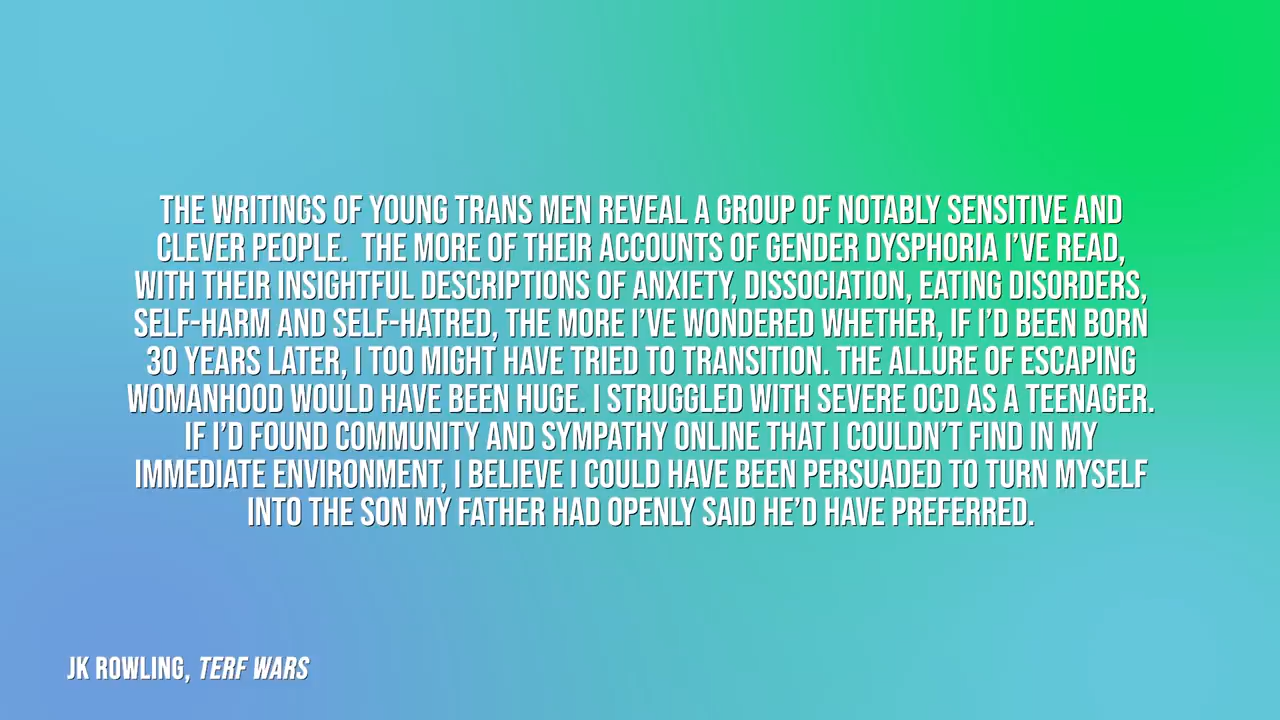 THE WRITINGS OF YOUNG TRANS MEN REVEAL A GROUP OF NOTABLY SENSITIVE AND
CLEVER PEOPLE.  THE MORE OF THEIR ACCOUNTS OF GENDER DYSPHORIA I'VE READ,
WITH THEIR INSIGHTFUL DESCRIPTIONS OF ANXIETY, DISSOCIATION, EATING DISORDERS,
SELF-HARM AND SELF-HATRED, THE MORE I'VE WONDERED WHETHER, IF I'D BEEN BORN
30 YEARS LATER, I TOO MIGHT HAVE TRIED TO TRANSITION. THE ALLURE OF ESCAPING
WOMANHOOD WOULD HAVE BEEN HUGE. I STRUGGLED WITH SEVERE OCD AS A TEENAGER.
IF I'D FOUND COMMUNITY AND SYMPATHY ONLINE THAT I COULDN'T FIND IN MY
IMMEDIATE ENVIRONMENT, I BELIEVE I COULD HAVE BEEN PERSUADED TO TURN MYSELF
INTO THE SON MY FATHER HAD OPENLY SAID HE'D HAVE PREFERRED.
JK ROWLING, TERF WARS